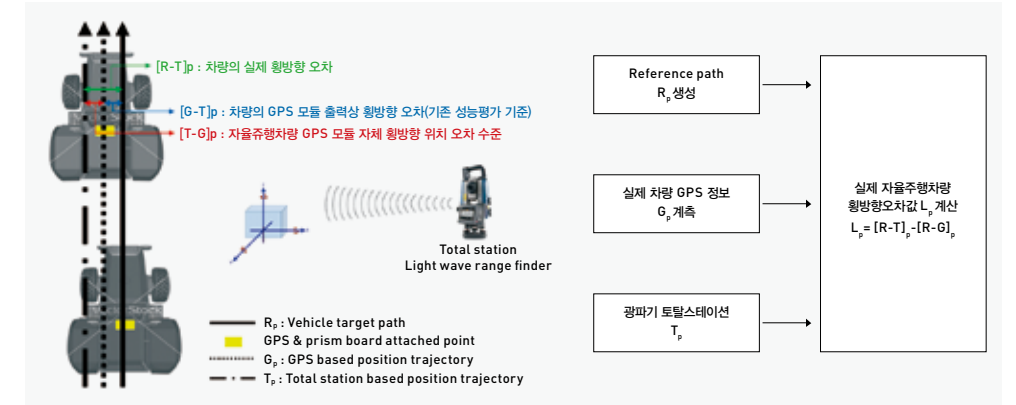 [R-T]p : 차량의 실제 횡방향 오차
[G-T]p : 차량의 GPS 모듈 출력상 횡방향 오차(기존 성능평가 기준)
[T-G]p : 자율쥬행차량 GPS 모듈 자체 횡방향 위치 오차 수준
Total station
Light wave range finder
Rp : Vehicle target path
GPS & prism board attached point
Gp : GPS based position trajectory
Tp : Total station based position trajectory
Reference path
Rp 생성
실제 차량 GPS 정보
Gp 계측
광파기 토탈스테이션
Tp
실제 자율주행차량
횡방향오차값 Lp 계산
Lp= [R-T]p-[R-G]p